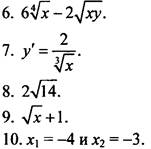 6. 6∜x − 2√xy.
7. y′ = 2/∛x.
8. 2√14.
9. √x + 1.
10. x₁ = −4 и x₂ = −3.